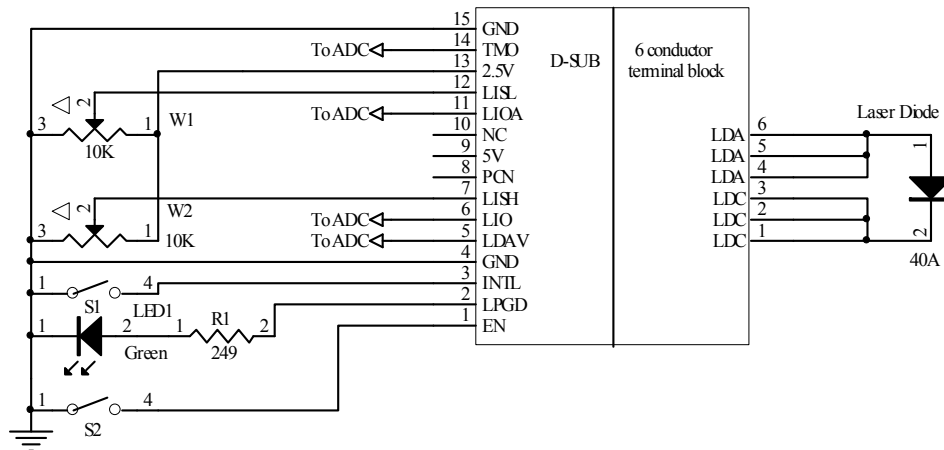 15 GND
To ADC 14 TMO
13 2.5V
D-SUB
6 conductor
terminal block
2 12 LISL
To ADC 11 LIOA
W1
3 1 10 NC
10K
9 5V
8 PCN
2 7 LISH
W2
To ADC 6 LIO
3 1
10K
To ADC 5 LDAV
4 GND
1 4 3 INTL
S1
LED1
2 LPGD
1 2 1 R1 2
Green
249
1 EN
1 4
S2
Laser Diode
LDA 6
LDA 5
LDA 4
LDC 3
LDC 2
LDC 1
1
2
40A